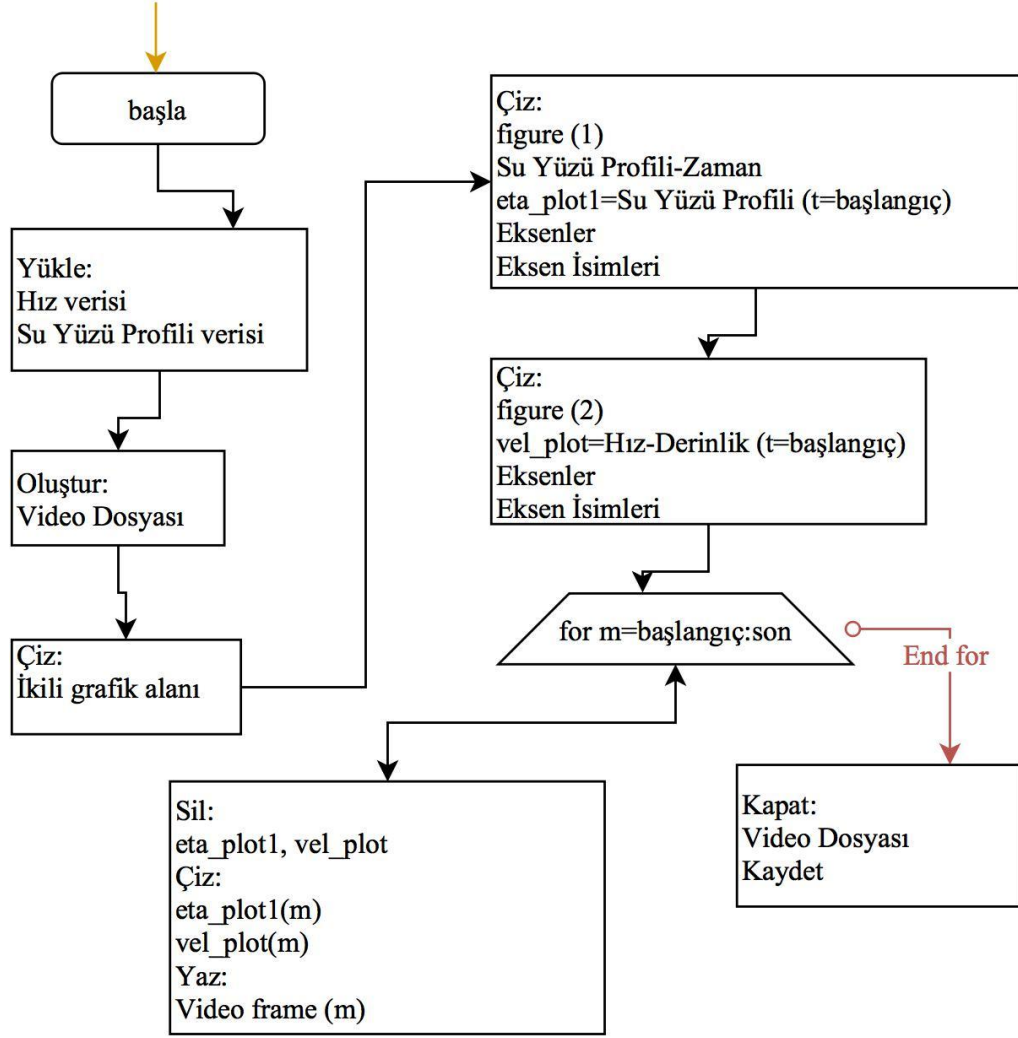 başla
Yükle:
Hız verisi
Su Yüzü Profili verisi
Oluştur:
Video Dosyası
Çiz:
İkili grafik alanı
Çiz:
figure (1)
Su Yüzü Profili-Zaman
eta_plot1=Su Yüzü Profili (t=başlangıç)
Eksenler
Eksen İsimleri
Çiz:
figure (2)
vel_plot=Hız-Derinlik (t=başlangıç)
Eksenler
Eksen İsimleri
for m=başlangıç:son
End for
Sil:
eta_plot1, vel_plot
Çiz:
eta_plot1(m)
vel_plot(m)
Yaz:
Video frame (m)
Kapat:
Video Dosyası
Kaydet